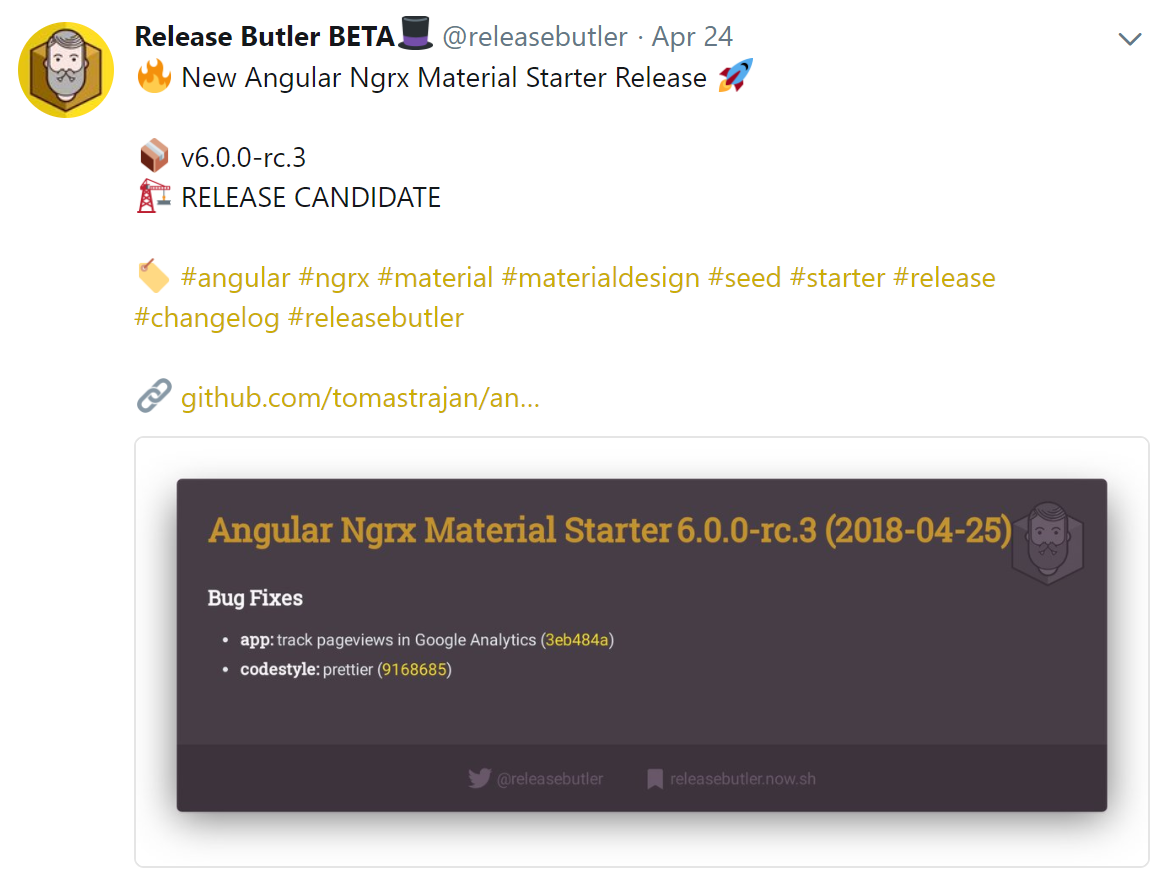 Release Butler BETA🎩 @releasebutler · Apr 24
🔥 New Angular Ngrx Material Starter Release 🚀
📦 v6.0.0-rc.3
🏗 RELEASE CANDIDATE
🏷 #angular #ngrx #material #materialdesign #seed #starter #release
#changelog #releasebutler
🔗 github.com/tomastrajan/an...
Angular Ngrx Material Starter 6.0.0-rc.3 (2018-04-25)
Bug Fixes
• app: track pageviews in Google Analytics (3eb484a)
• codestyle: prettier (9168685)
@releasebutler releasebutler.now.sh